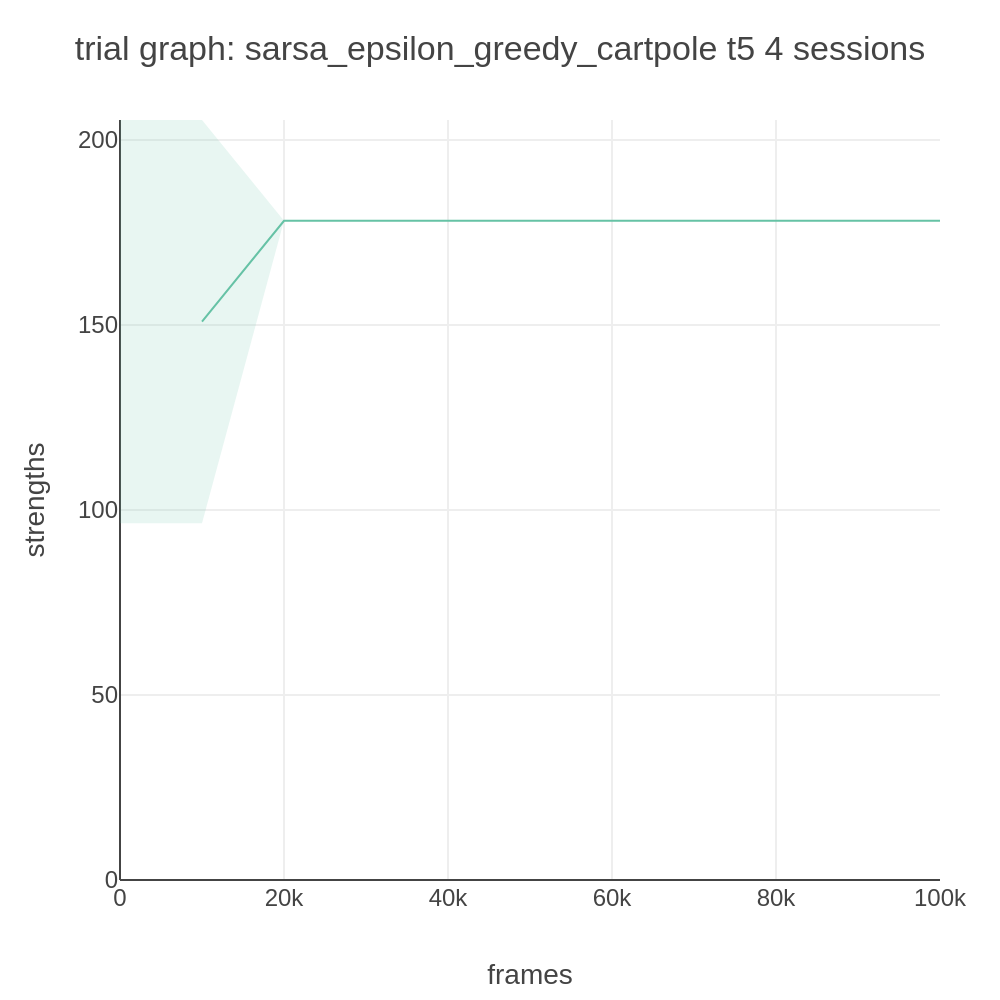 trial graph: sarsa_epsilon_greedy_cartpole t5 4 sessions
200
150
100
50
0
strengths
0 20k 40k 60k 80k 100k
frames